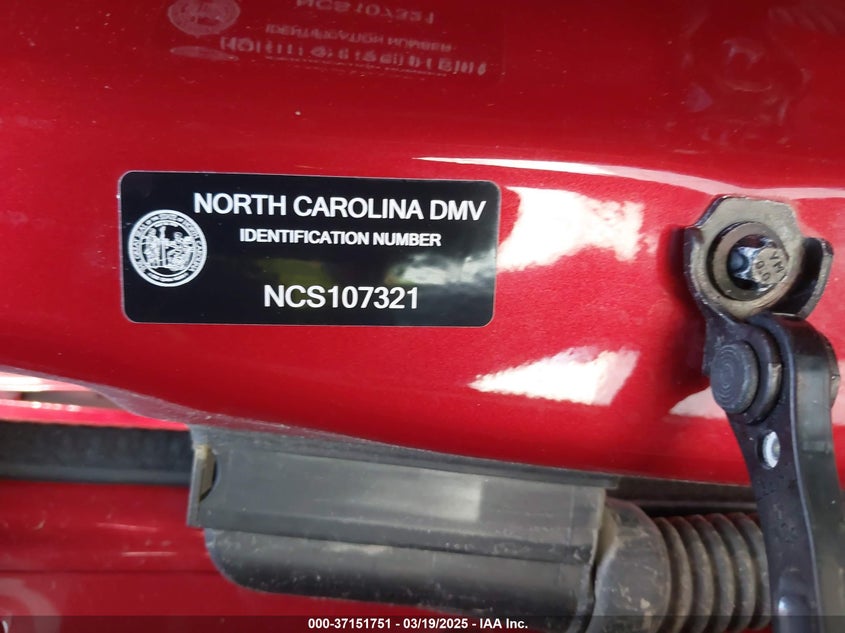 NORTH CAROLINA DMV
IDENTIFICATION NUMBER
NCS107321
000-37151751 — 03/19/2025 — IAA Inc.